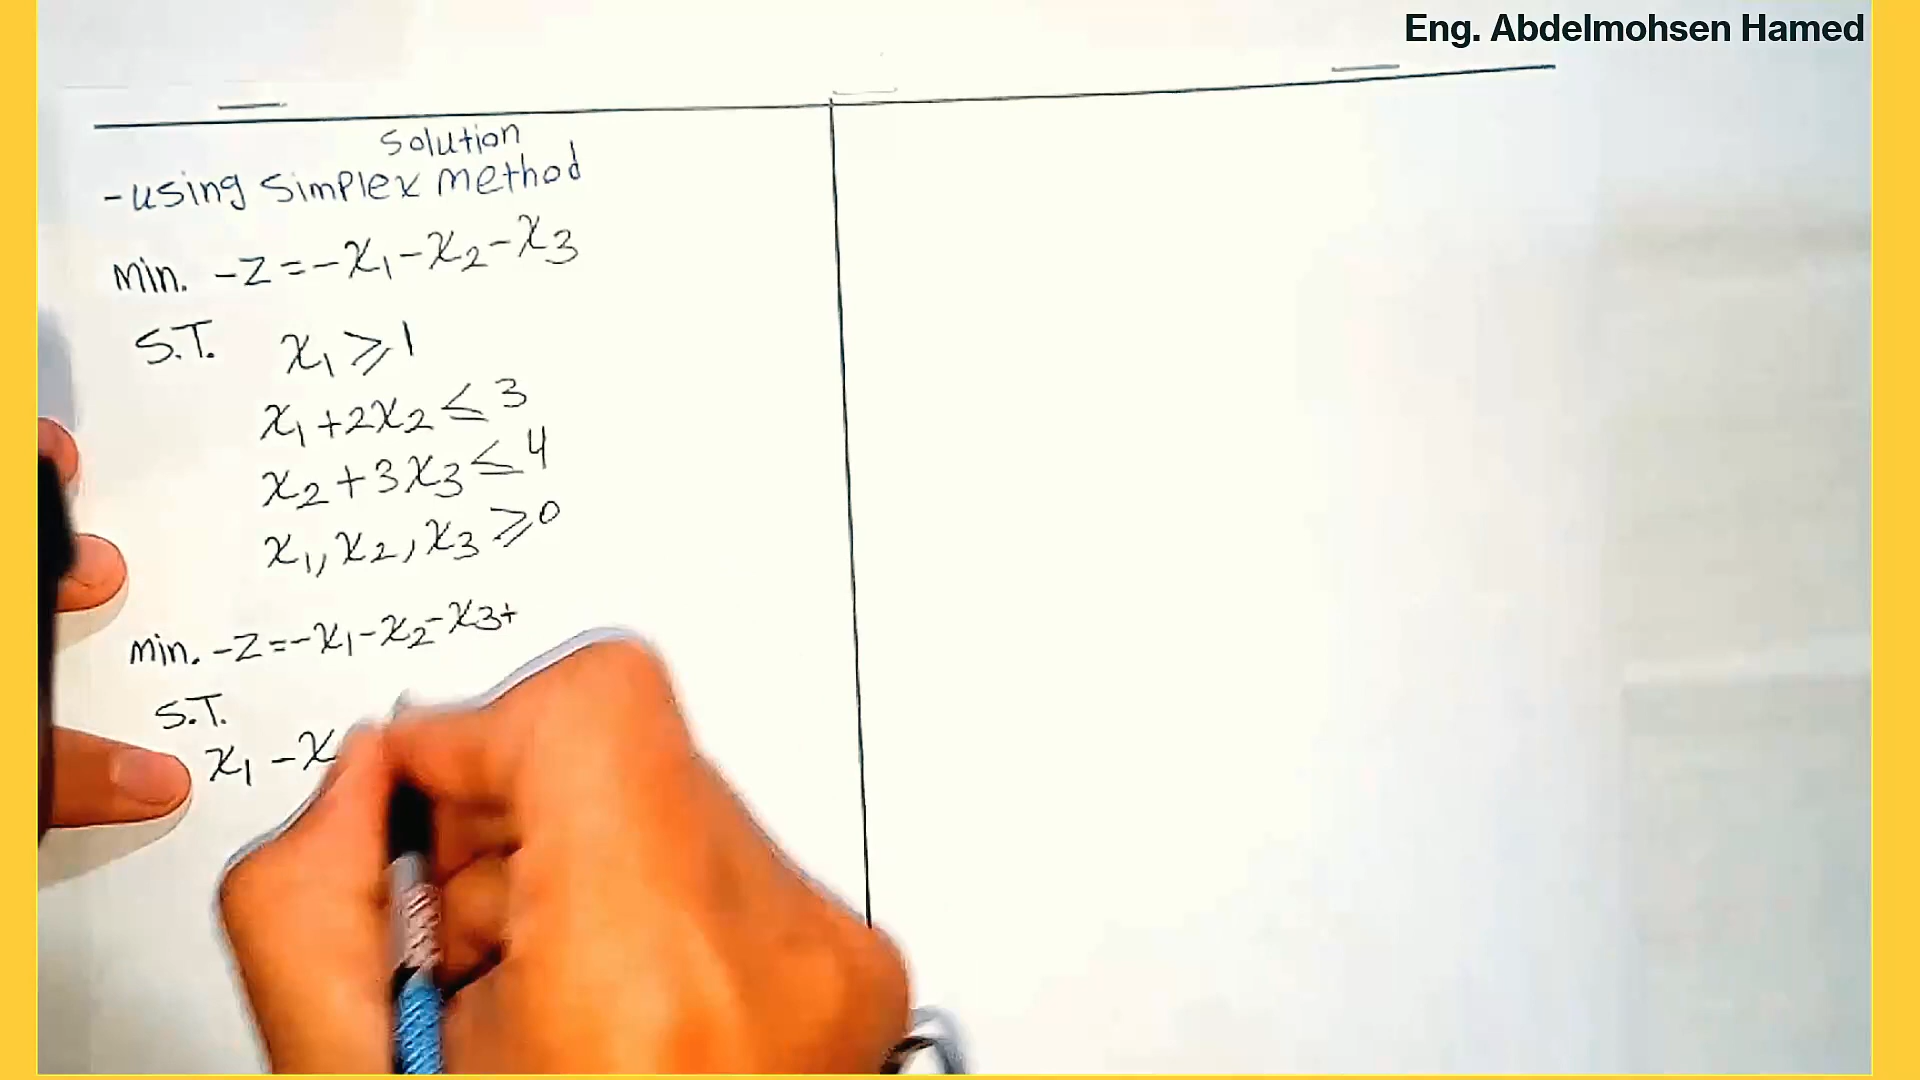 Eng. Abdelmohsen Hamed
Solution
-using Simplex method
min. -Z=-x₁-x₂-x₃
S.T. x₁⩾1
x₁+2x₂≤3
x₂+3x₃≤4
x₁,x₂,x₃⩾0
min. -Z=-x₁-x₂-x₃+
S.T.
x₁-x